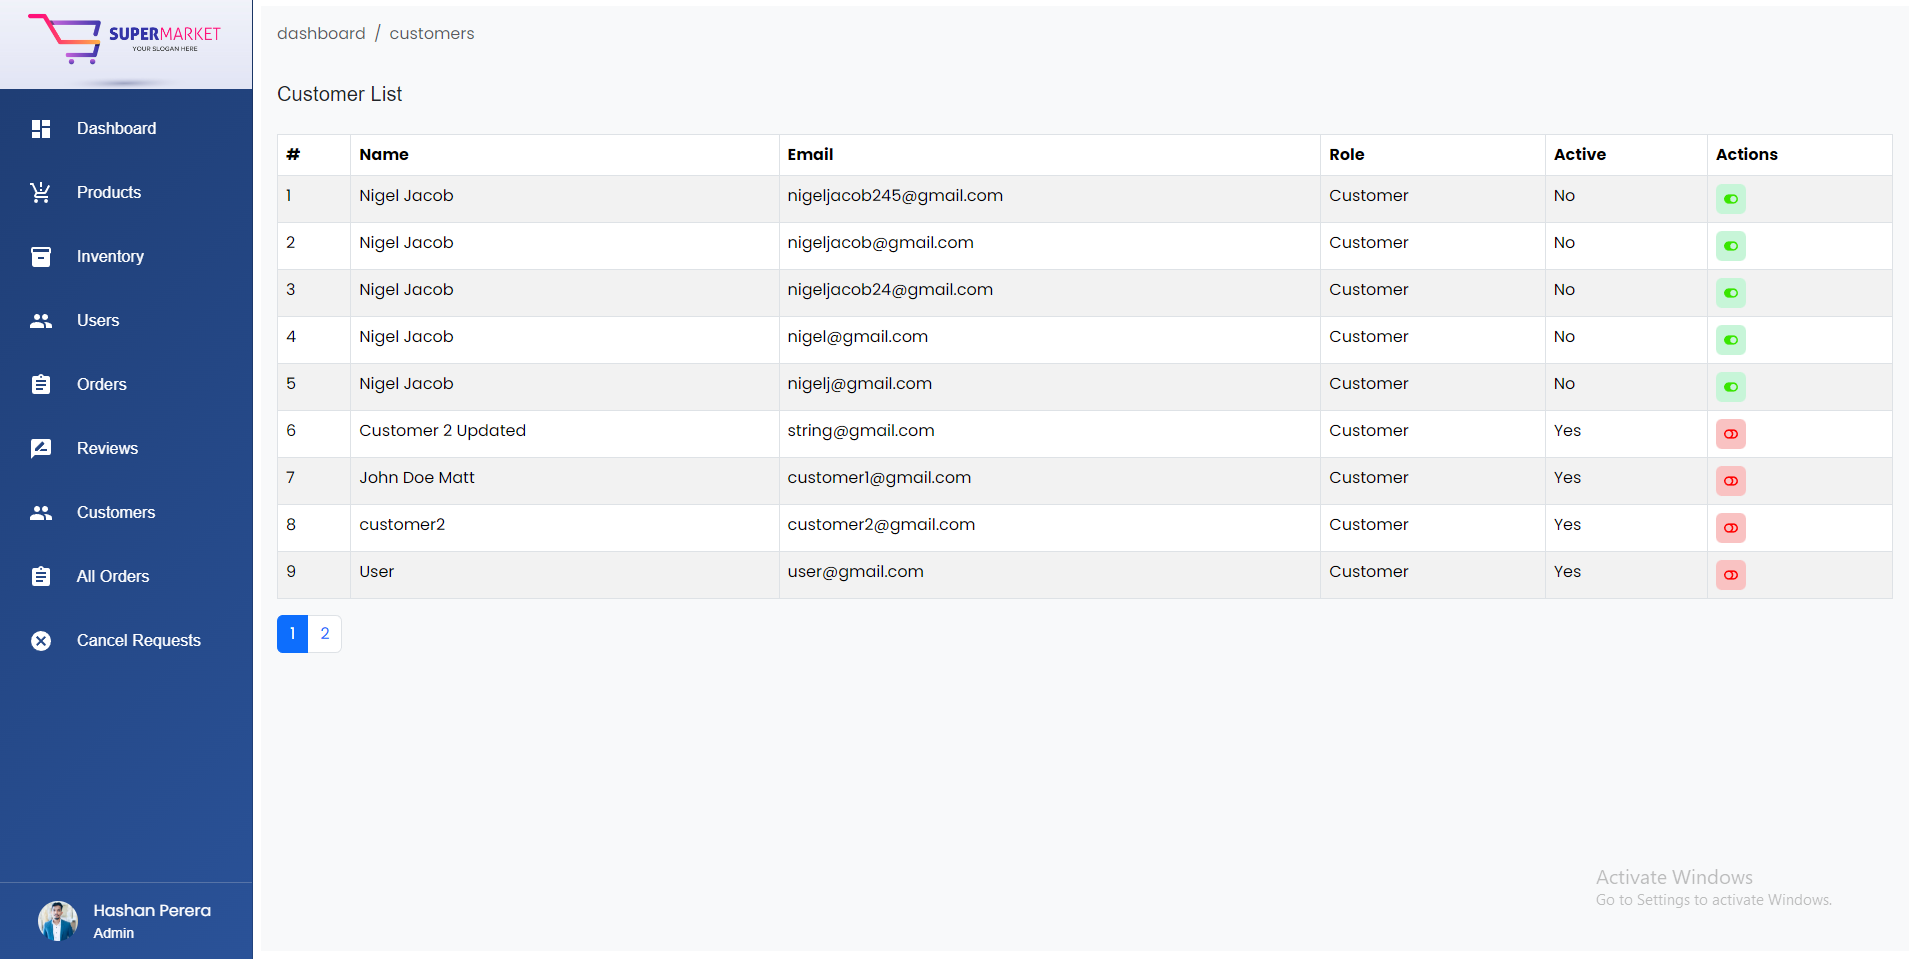 SUPERMARKET
YOUR SLOGAN HERE
Dashboard
Products
Inventory
Users
Orders
Reviews
Customers
All Orders
Cancel Requests
Hashan Perera
Admin
dashboard / customers
Customer List
# Name Email Role Active Actions
1 Nigel Jacob nigeljacob245@gmail.com Customer No
2 Nigel Jacob nigeljacob@gmail.com Customer No
3 Nigel Jacob nigeljacob24@gmail.com Customer No
4 Nigel Jacob nigel@gmail.com Customer No
5 Nigel Jacob nigelj@gmail.com Customer No
6 Customer 2 Updated string@gmail.com Customer Yes
7 John Doe Matt customer1@gmail.com Customer Yes
8 customer2 customer2@gmail.com Customer Yes
9 User user@gmail.com Customer Yes
1 2
Activate Windows
Go to Settings to activate Windows.